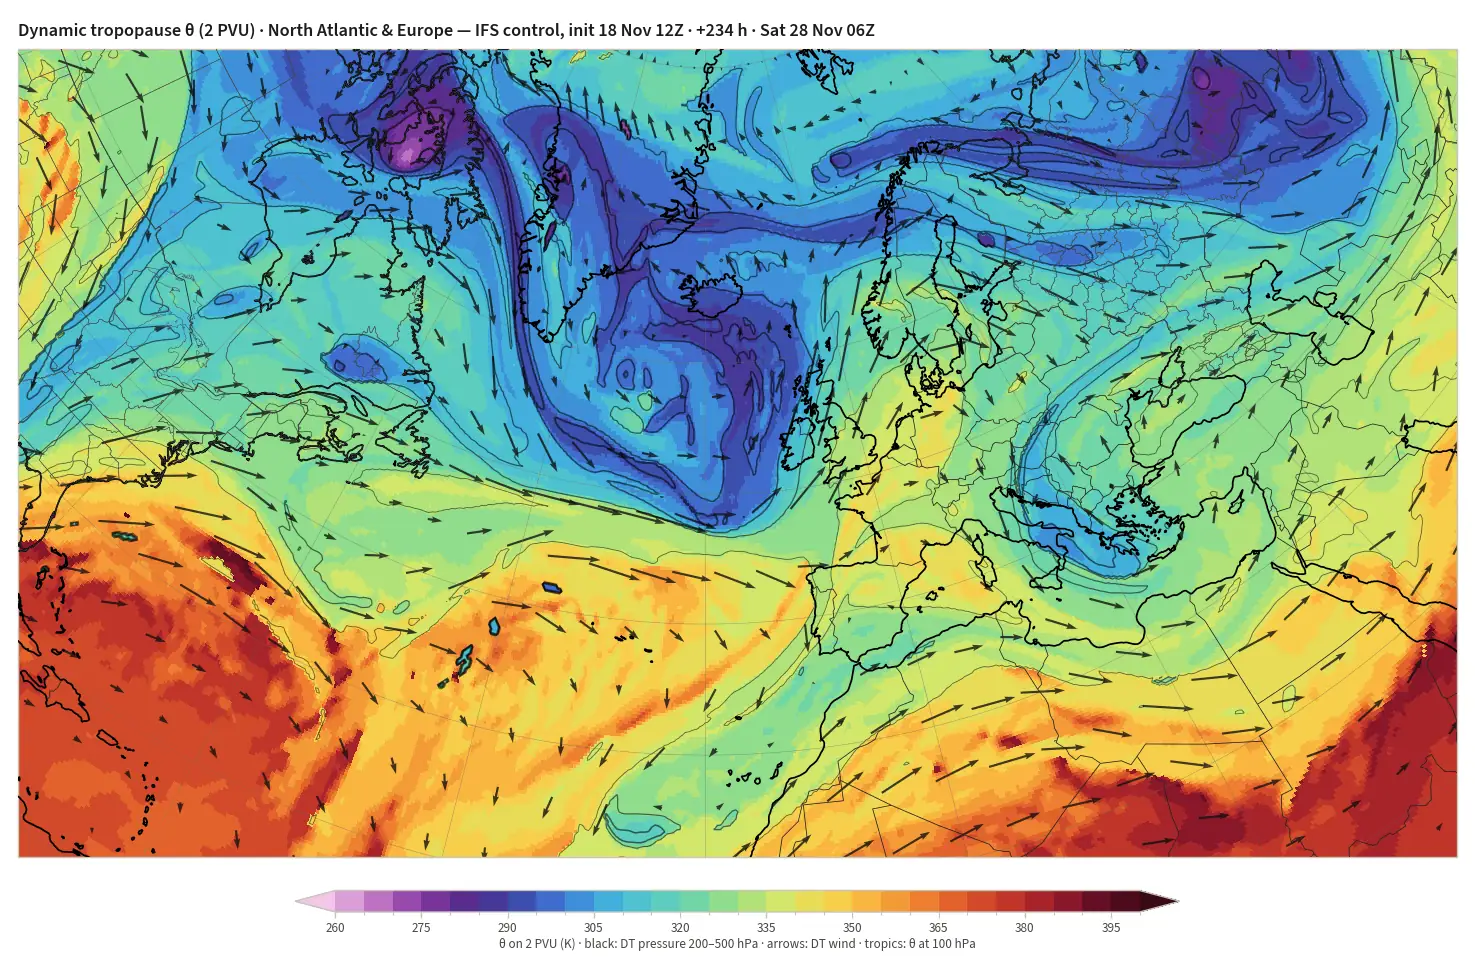 Dynamic tropopause θ (2 PVU) · North Atlantic & Europe — IFS control, init 18 Nov 12Z · +234 h · Sat 28 Nov 06Z
260 275 290 305 320 335 350 365 380 395
θ on 2 PVU (K) · black: DT pressure 200–500 hPa · arrows: DT wind · tropics: θ at 100 hPa